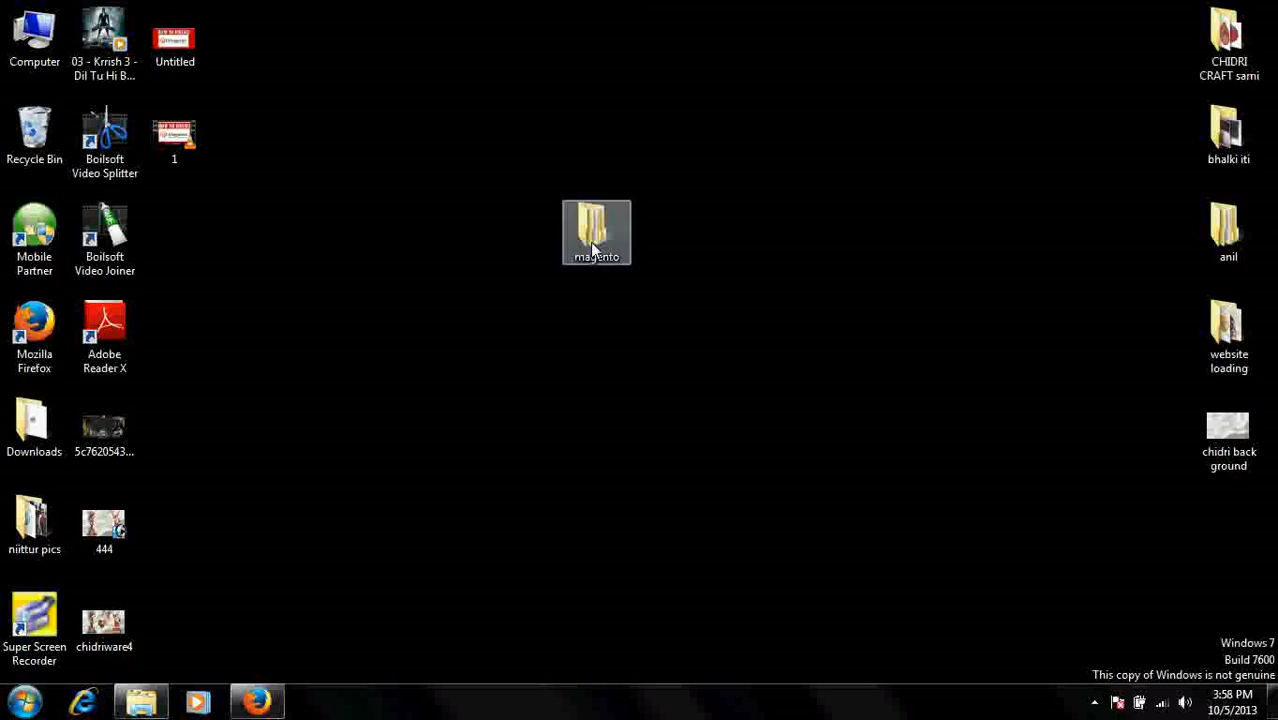 Computer
03 - Krrish 3 -
Dil Tu Hi B...
Untitled
Recycle Bin
Boilsoft
Video Splitter
1
Mobile
Partner
Boilsoft
Video Joiner
Mozilla
Firefox
Adobe
Reader X
Downloads
5c7620543...
niittur pics
444
Super Screen
Recorder
chidriware4
magento
CHIDRI
CRAFT sami
bhalki iti
anil
website
loading
chidri back
ground
Windows 7
Build 7600
This copy of Windows is not genuine
3:58 PM
10/5/2013